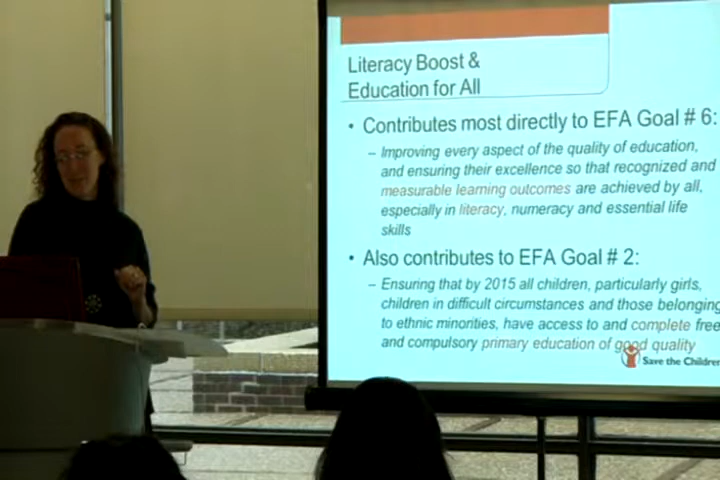 Literacy Boost &
Education for All
• Contributes most directly to EFA Goal # 6:
– Improving every aspect of the quality of education,
and ensuring their excellence so that recognized and
measurable learning outcomes are achieved by all,
especially in literacy, numeracy and essential life
skills
• Also contributes to EFA Goal # 2:
– Ensuring that by 2015 all children, particularly girls,
children in difficult circumstances and those belonging
to ethnic minorities, have access to and complete free
and compulsory primary education of good quality
Save the Children